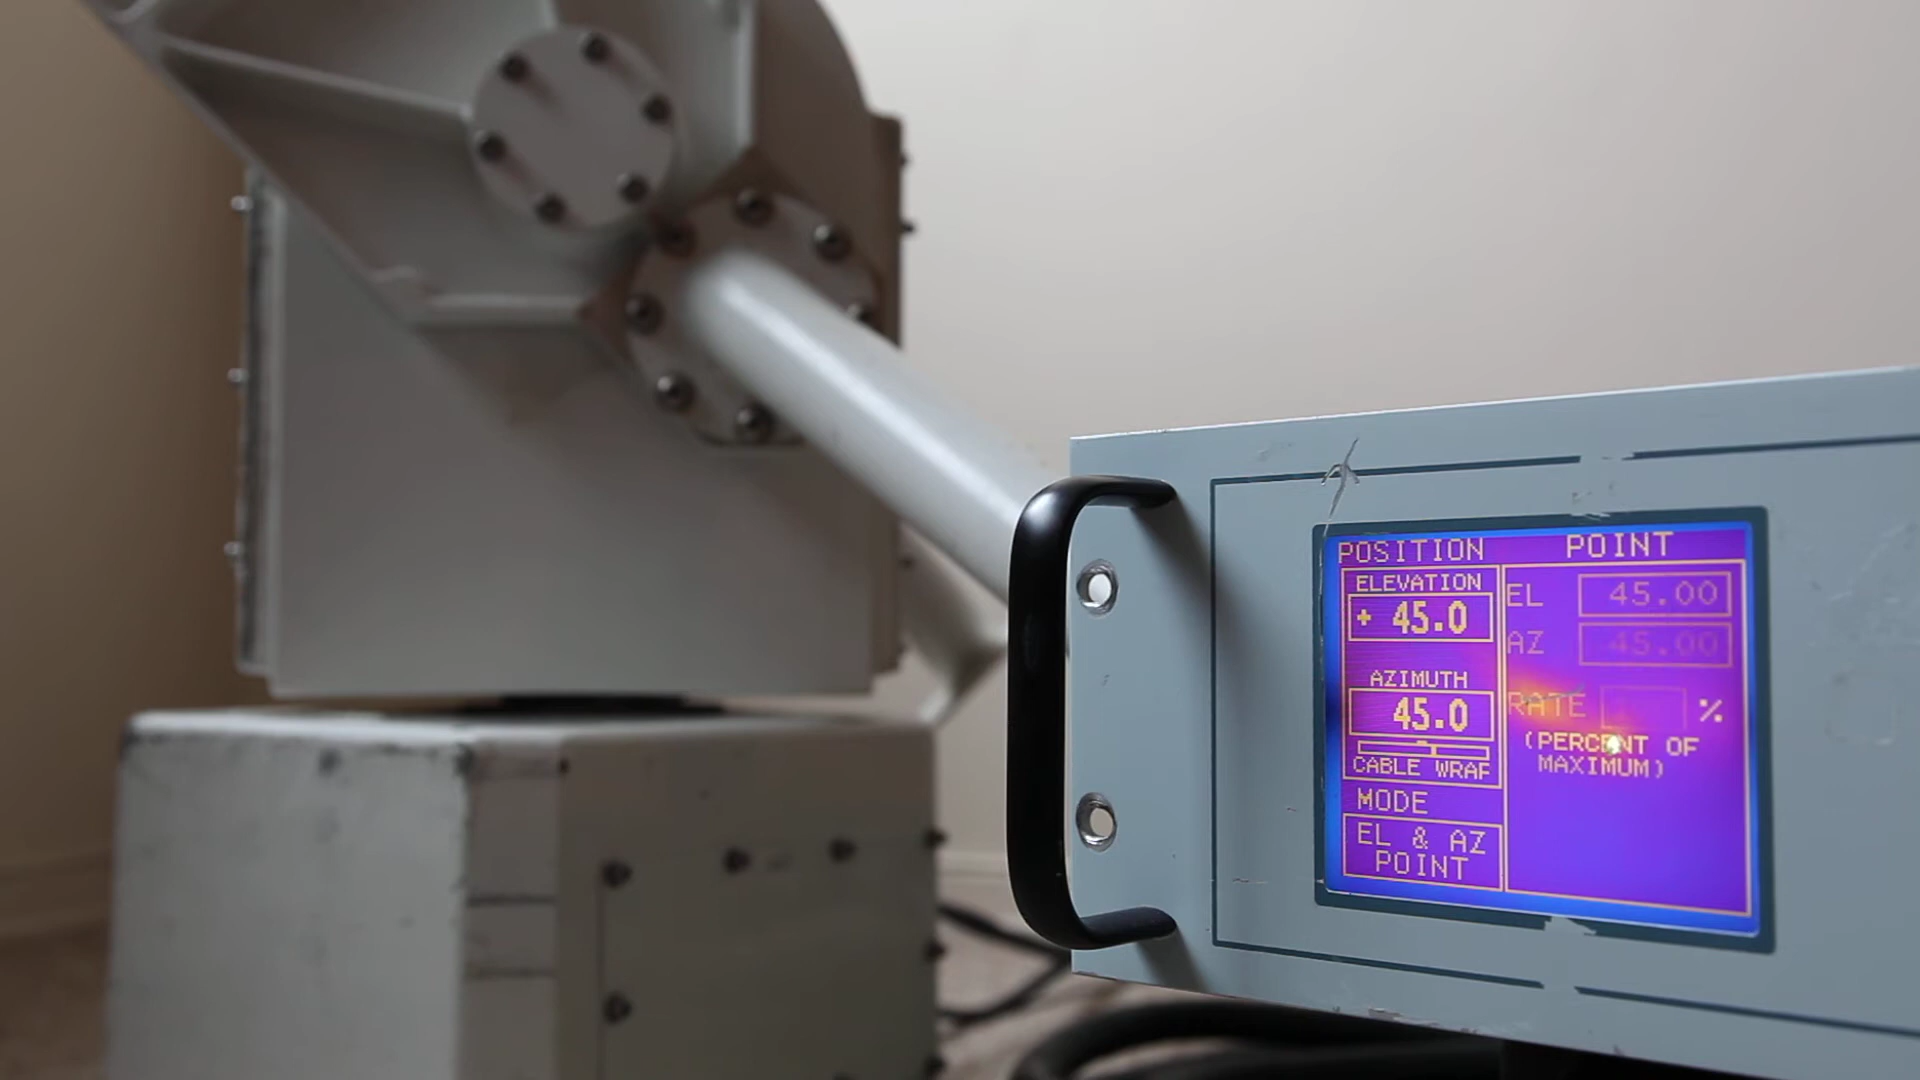 POSITION
ELEVATION
+ 45.0
AZIMUTH
45.0
CABLE WRAP
MODE
EL & AZ
POINT
POINT
EL 45.00
AZ 45.00
RATE %
(PERCENT OF
MAXIMUM)